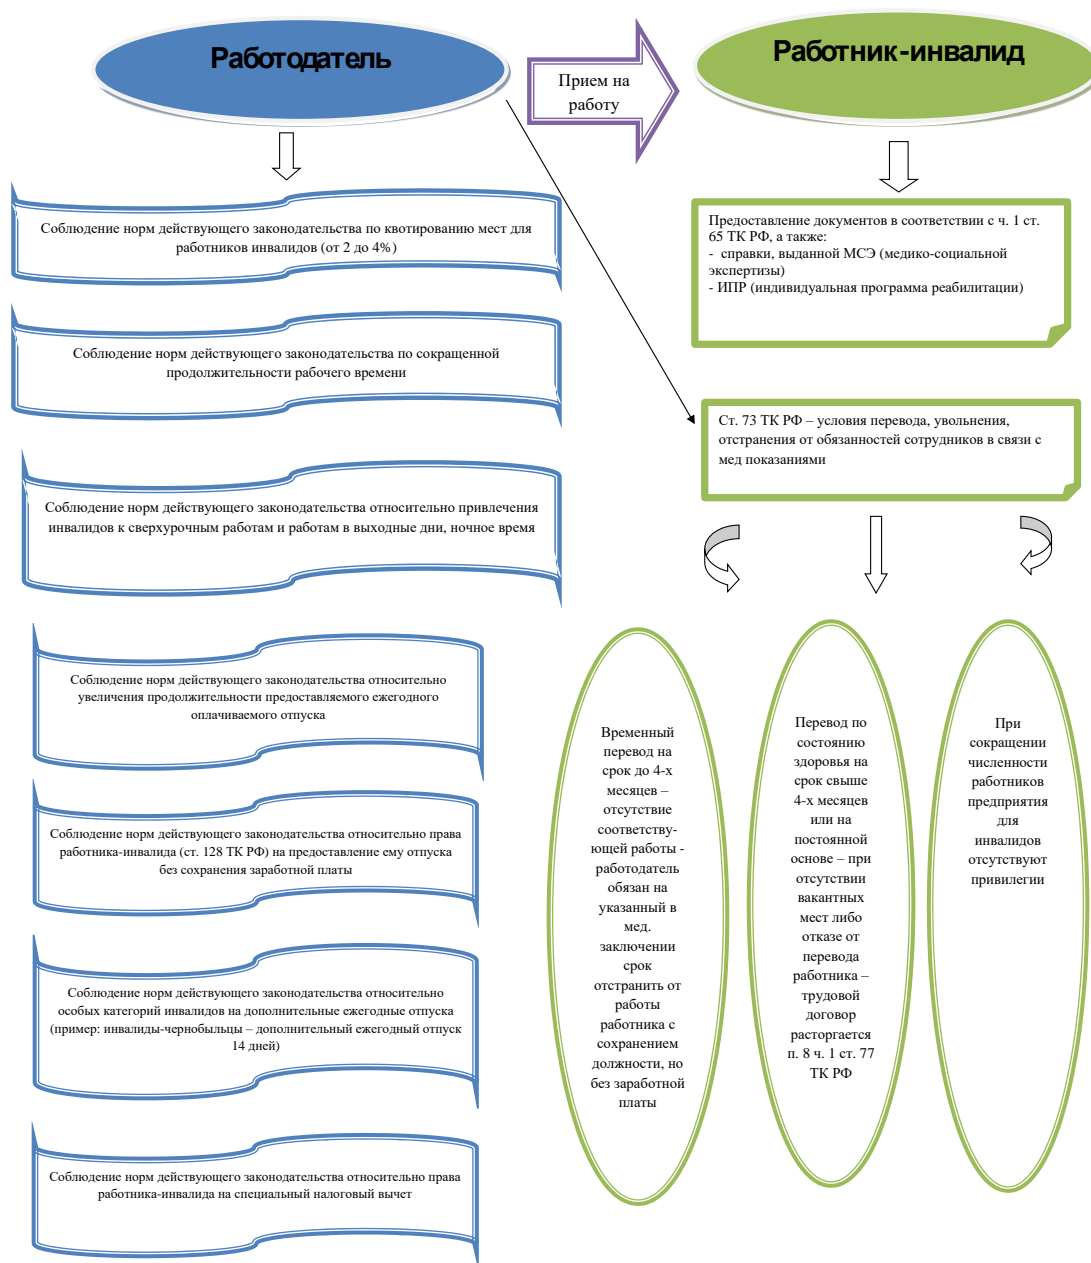 Работодатель
Прием на
работу
Работник-инвалид
Соблюдение норм действующего законодательства по квотированию мест для
работников инвалидов (от 2 до 4%)
Соблюдение норм действующего законодательства по сокращенной
продолжительности рабочего времени
Соблюдение норм действующего законодательства относительно привлечения
инвалидов к сверхурочным работам и работам в выходные дни, ночное время
Соблюдение норм действующего законодательства относительно
увеличения продолжительности предоставляемого ежегодного
оплачиваемого отпуска
Соблюдение норм действующего законодательства относительно права
работника-инвалида (ст. 128 ТК РФ) на предоставление ему отпуска
без сохранения заработной платы
Соблюдение норм действующего законодательства относительно
особых категорий инвалидов на дополнительные ежегодные отпуска
(пример: инвалиды-чернобыльцы – дополнительный ежегодный отпуск
14 дней)
Соблюдение норм действующего законодательства относительно права
работника-инвалида на специальный налоговый вычет
Предоставление документов в соответствии с ч. 1 ст.
65 ТК РФ, а также:
- справки, выданной МСЭ (медико-социальной
экспертизы)
- ИПР (индивидуальная программа реабилитации)
Ст. 73 ТК РФ – условия перевода, увольнения,
отстранения от обязанностей сотрудников в связи с
мед показаниями
Временный
перевод на
срок до 4-х
месяцев –
отсутствие
соответству-
ющей работы -
работодатель
обязан на
указанный в
мед.
заключении
срок
отстранить от
работы
работника с
сохранением
должности, но
без заработной
платы
Перевод по
состоянию
здоровья на
срок свыше
4-х месяцев
или на
постоянной
основе – при
отсутствии
вакантных
мест либо
отказе от
перевода
работника –
трудовой
договор
расторгается
п. 8 ч. 1 ст. 77
ТК РФ
При
сокращении
численности
работников
предприятия
для
инвалидов
отсутствуют
привилегии